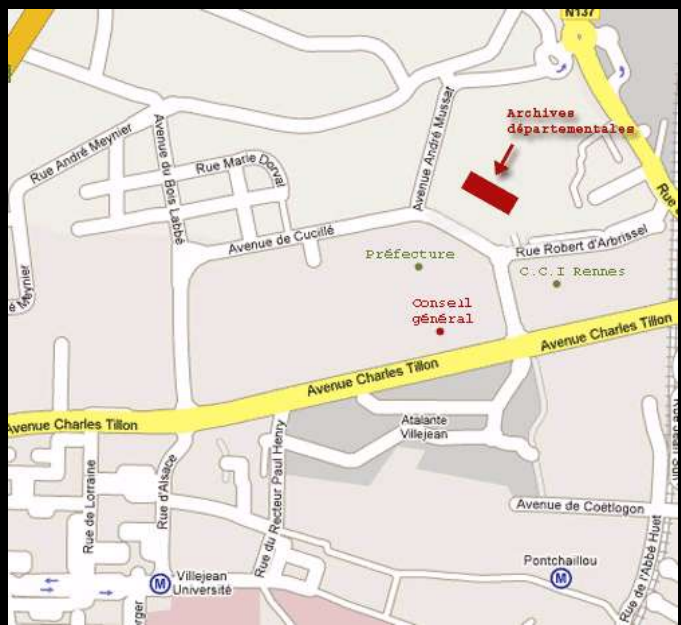 N137
Archives
départementales
Rue André Meynier
Avenue du Bois Labbé
Rue Marie Dorval
Avenue André Mussat
Avenue de Cucillé
Rue Robert d'Arbrissel
Préfecture
C.C.I Rennes
Meynier
Conseil
général
Avenue Charles Tillon
Avenue Charles Tillon
Avenue Charles Tillon
Atalante
Villejean
Rue de Lorraine
Rue d'Alsace
Rue du Recteur Paul Henry
Avenue de Coëtlogon
Pontchaillou
M
Rue de l'Abbé Huet
M
Villejean
Université